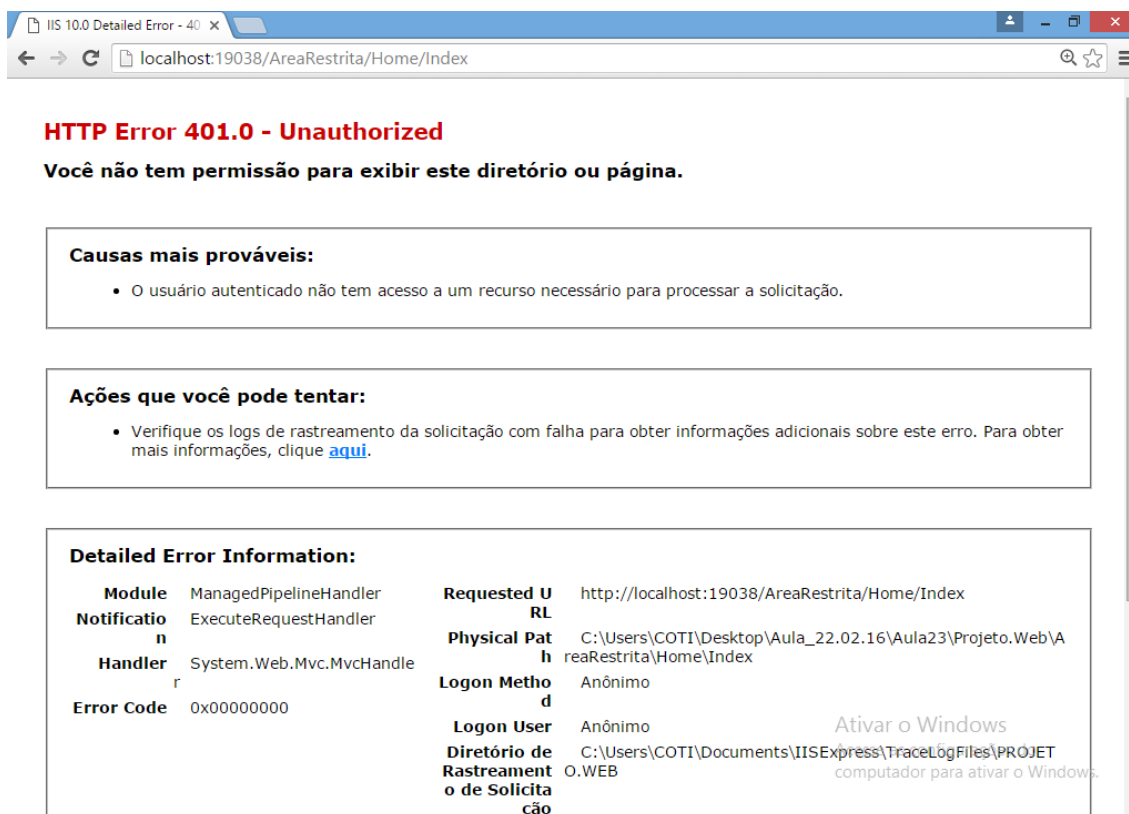 IIS 10.0 Detailed Error - 40
localhost:19038/AreaRestrita/Home/Index
HTTP Error 401.0 - Unauthorized
Você não tem permissão para exibir este diretório ou página.
Causas mais prováveis:
O usuário autenticado não tem acesso a um recurso necessário para processar a solicitação.
Ações que você pode tentar:
Verifique os logs de rastreamento da solicitação com falha para obter informações adicionais sobre este erro. Para obter
mais informações, clique aqui.
Detailed Error Information:
Module ManagedPipelineHandler
Notificatio
n ExecuteRequestHandler
Handler System.Web.Mvc.MvcHandle
r
Error Code 0x00000000
Requested U
RL http://localhost:19038/AreaRestrita/Home/Index
Physical Pat
h C:\Users\COTI\Desktop\Aula_22.02.16\Aula23\Projeto.Web\A
reaRestrita\Home\Index
Logon Metho
d Anônimo
Logon User Anônimo
Diretório de
Rastreament
o de Solicita
ção
C:\Users\COTI\Documents\IISExpress\TraceLogFiles\PROJET
O.WEB
Ativar o Windows
Acesse as configurações do
computador para ativar o Windows.